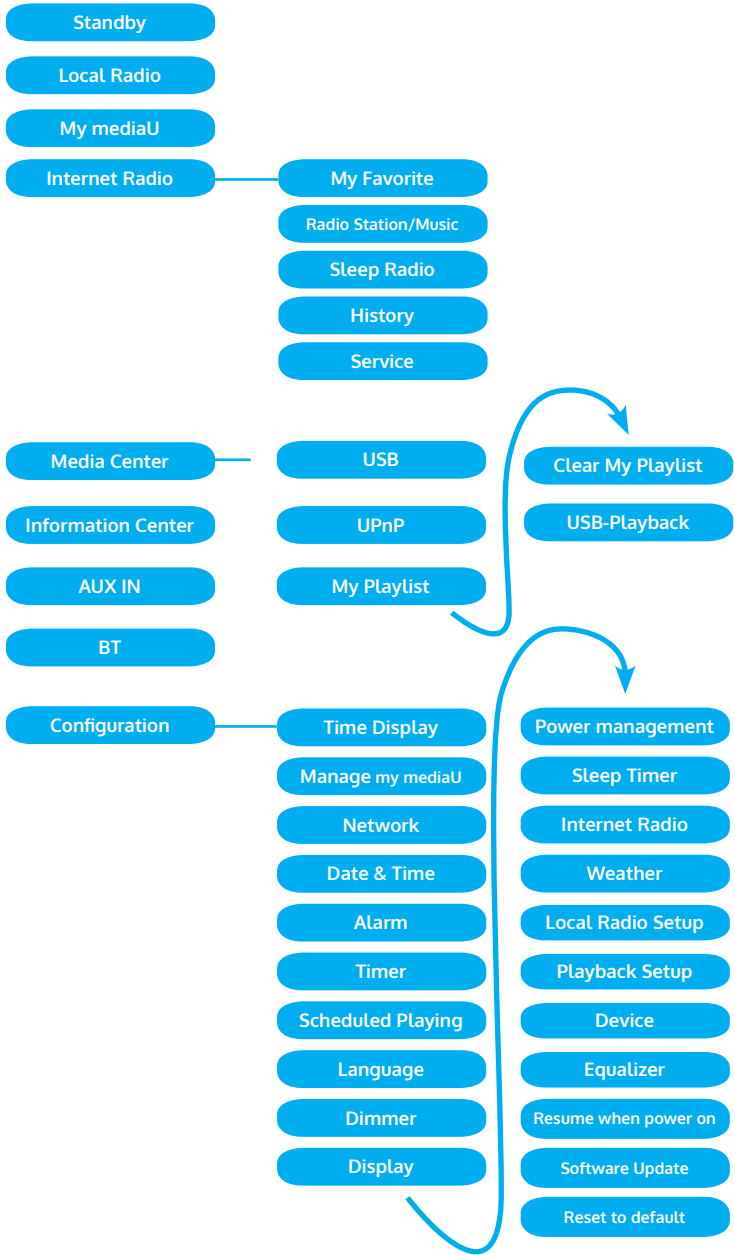 Standby
Local Radio
My mediaU
Internet Radio
My Favorite
Radio Station/Music
Sleep Radio
History
Service
Media Center
USB
UPnP
My Playlist
Clear My Playlist
USB-Playback
Information Center
AUX IN
BT
Configuration
Time Display
Manage my mediaU
Network
Date & Time
Alarm
Timer
Scheduled Playing
Language
Dimmer
Display
Power management
Sleep Timer
Internet Radio
Weather
Local Radio Setup
Playback Setup
Device
Equalizer
Resume when power on
Software Update
Reset to default